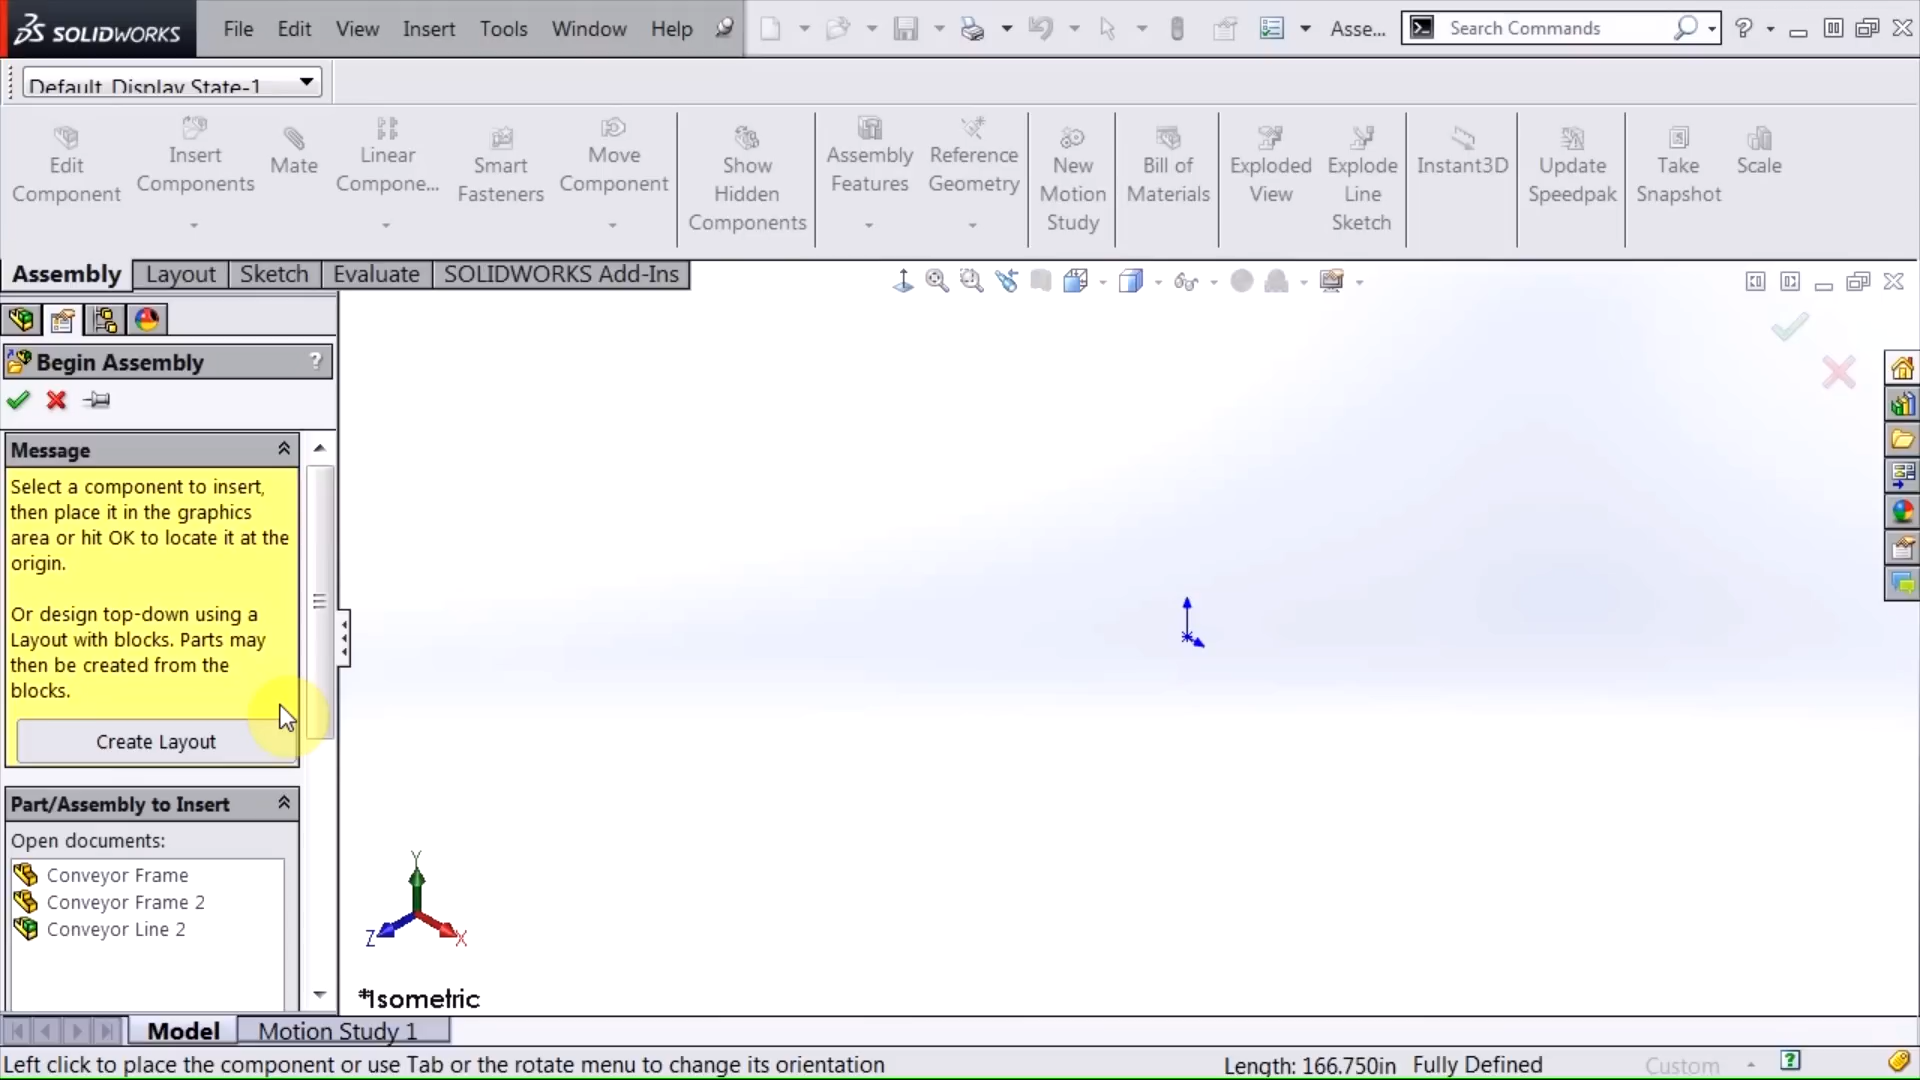 SOLIDWORKS File Edit View Insert Tools Window Help Asse... Search Commands ?
Default_Display State-1
Edit Component
Insert Components
Mate
Linear Compone...
Smart Fasteners
Move Component
Show Hidden Components
Assembly Features
Reference Geometry
New Motion Study
Bill of Materials
Exploded View
Explode Line Sketch
Instant3D
Update Speedpak
Take Snapshot
Scale
Assembly Layout Sketch Evaluate SOLIDWORKS Add-Ins
Begin Assembly ?
Message
Select a component to insert,
then place it in the graphics
area or hit OK to locate it at the
origin.
Or design top-down using a
Layout with blocks. Parts may
then be created from the
blocks.
Create Layout
Part/Assembly to Insert
Open documents:
Conveyor Frame
Conveyor Frame 2
Conveyor Line 2
Y
Z X
*Isometric
Model Motion Study 1
Left click to place the component or use Tab or the rotate menu to change its orientation Length: 166.750in Fully Defined Custom ?